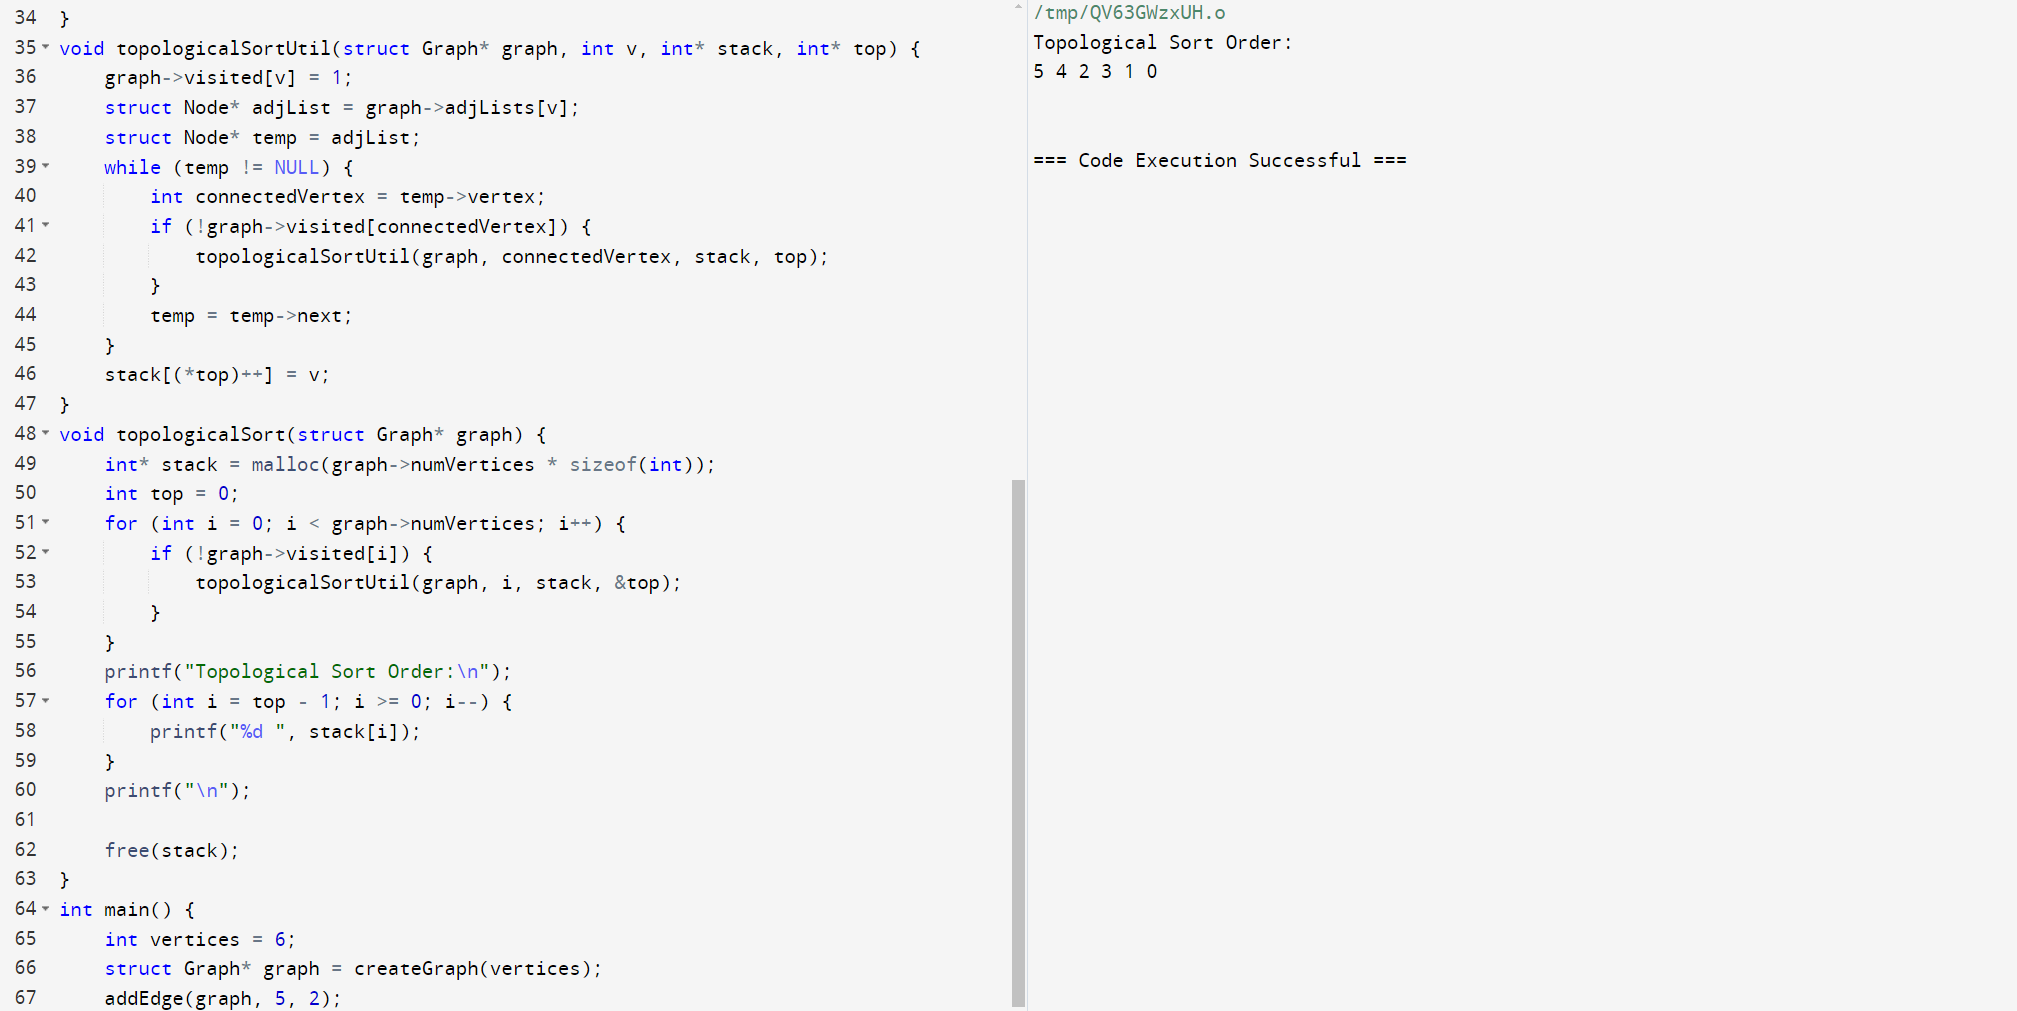 34 }
35 void topologicalSortUtil(struct Graph* graph, int v, int* stack, int* top) {
36     graph->visited[v] = 1;
37     struct Node* adjList = graph->adjLists[v];
38     struct Node* temp = adjList;
39     while (temp != NULL) {
40         int connectedVertex = temp->vertex;
41         if (!graph->visited[connectedVertex]) {
42             topologicalSortUtil(graph, connectedVertex, stack, top);
43         }
44         temp = temp->next;
45     }
46     stack[(*top)++] = v;
47 }
48 void topologicalSort(struct Graph* graph) {
49     int* stack = malloc(graph->numVertices * sizeof(int));
50     int top = 0;
51     for (int i = 0; i < graph->numVertices; i++) {
52         if (!graph->visited[i]) {
53             topologicalSortUtil(graph, i, stack, &top);
54         }
55     }
56     printf("Topological Sort Order:\n");
57     for (int i = top - 1; i >= 0; i--) {
58         printf("%d ", stack[i]);
59     }
60     printf("\n");
61
62     free(stack);
63 }
64 int main() {
65     int vertices = 6;
66     struct Graph* graph = createGraph(vertices);
67     addEdge(graph, 5, 2);
/tmp/QV63GWzxUH.o
Topological Sort Order:
5 4 2 3 1 0
=== Code Execution Successful ===